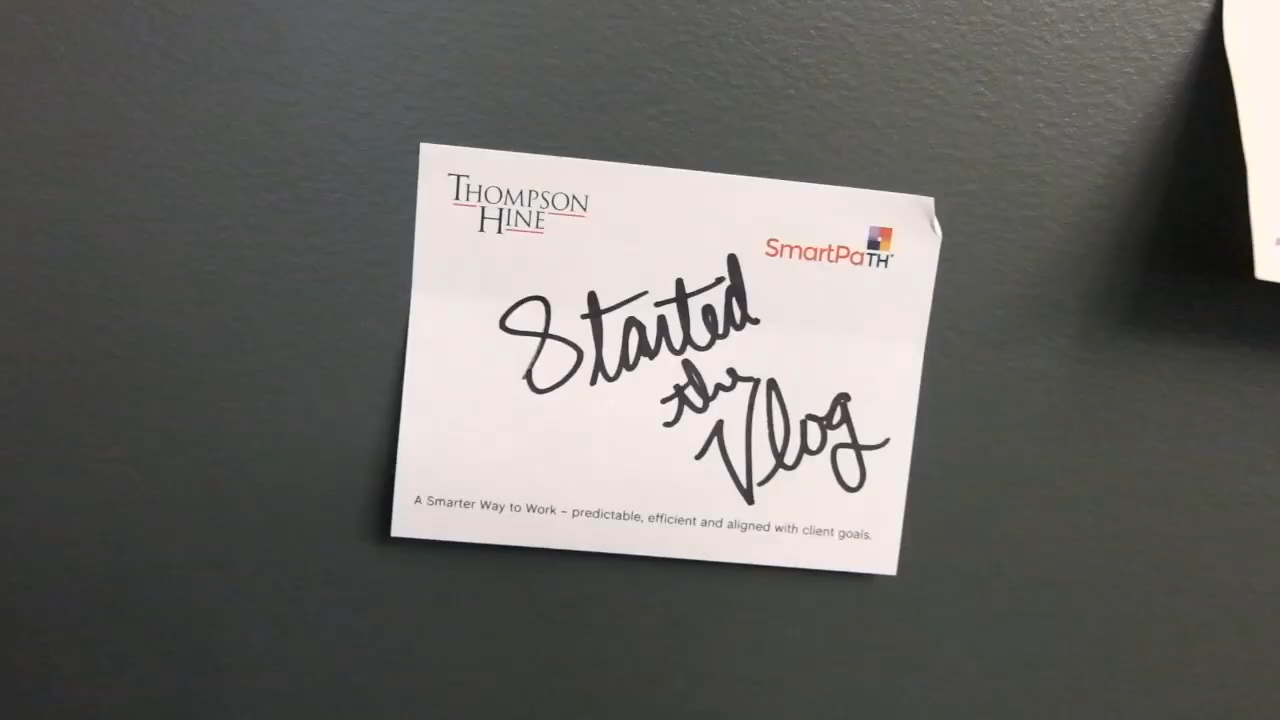 THOMPSON
HINE
SmartPaTH
Started
the
Vlog
A Smarter Way to Work – predictable, efficient and aligned with client goals.